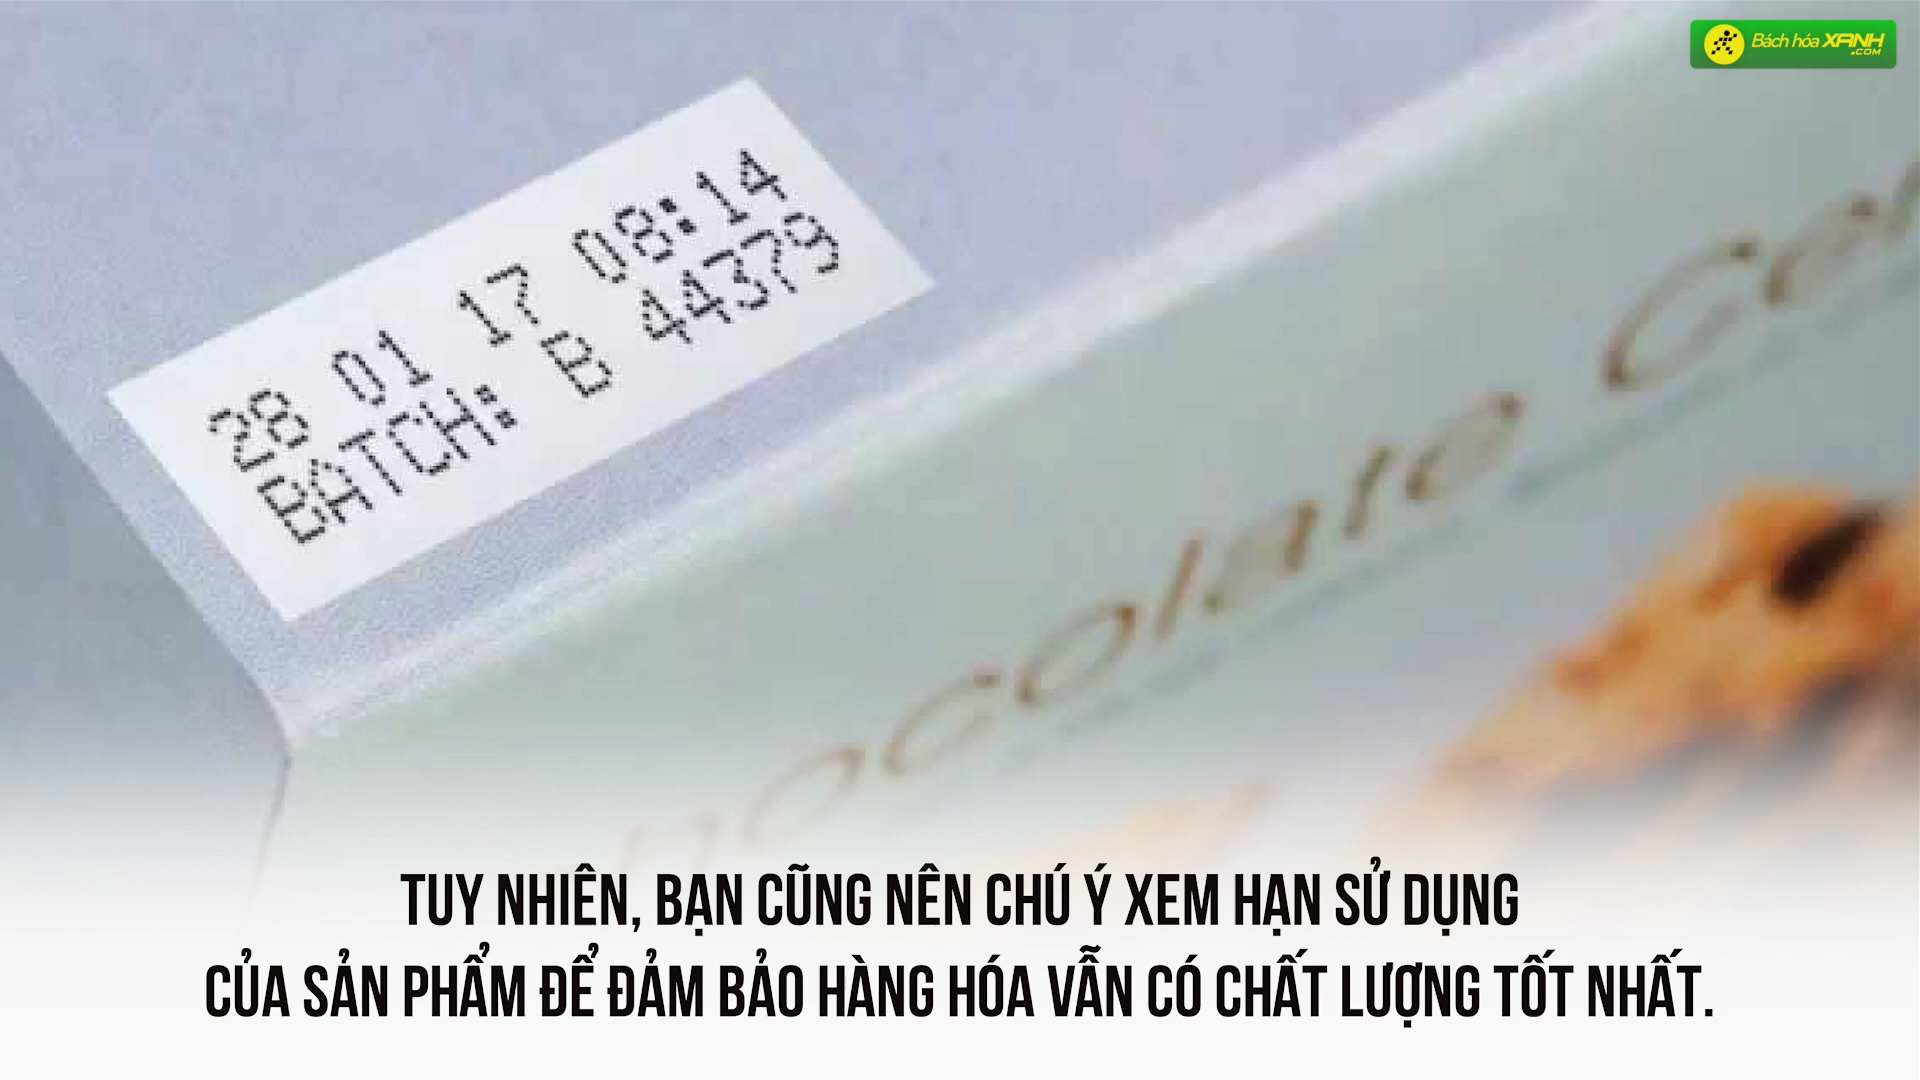 Bách hóa XANH
.COM
28 01 17 08:14
BATCH: B 44379
TUY NHIÊN, BẠN CŨNG NÊN CHÚ Ý XEM HẠN SỬ DỤNG
CỦA SẢN PHẨM ĐỂ ĐẢM BẢO HÀNG HÓA VẪN CÓ CHẤT LƯỢNG TỐT NHẤT.